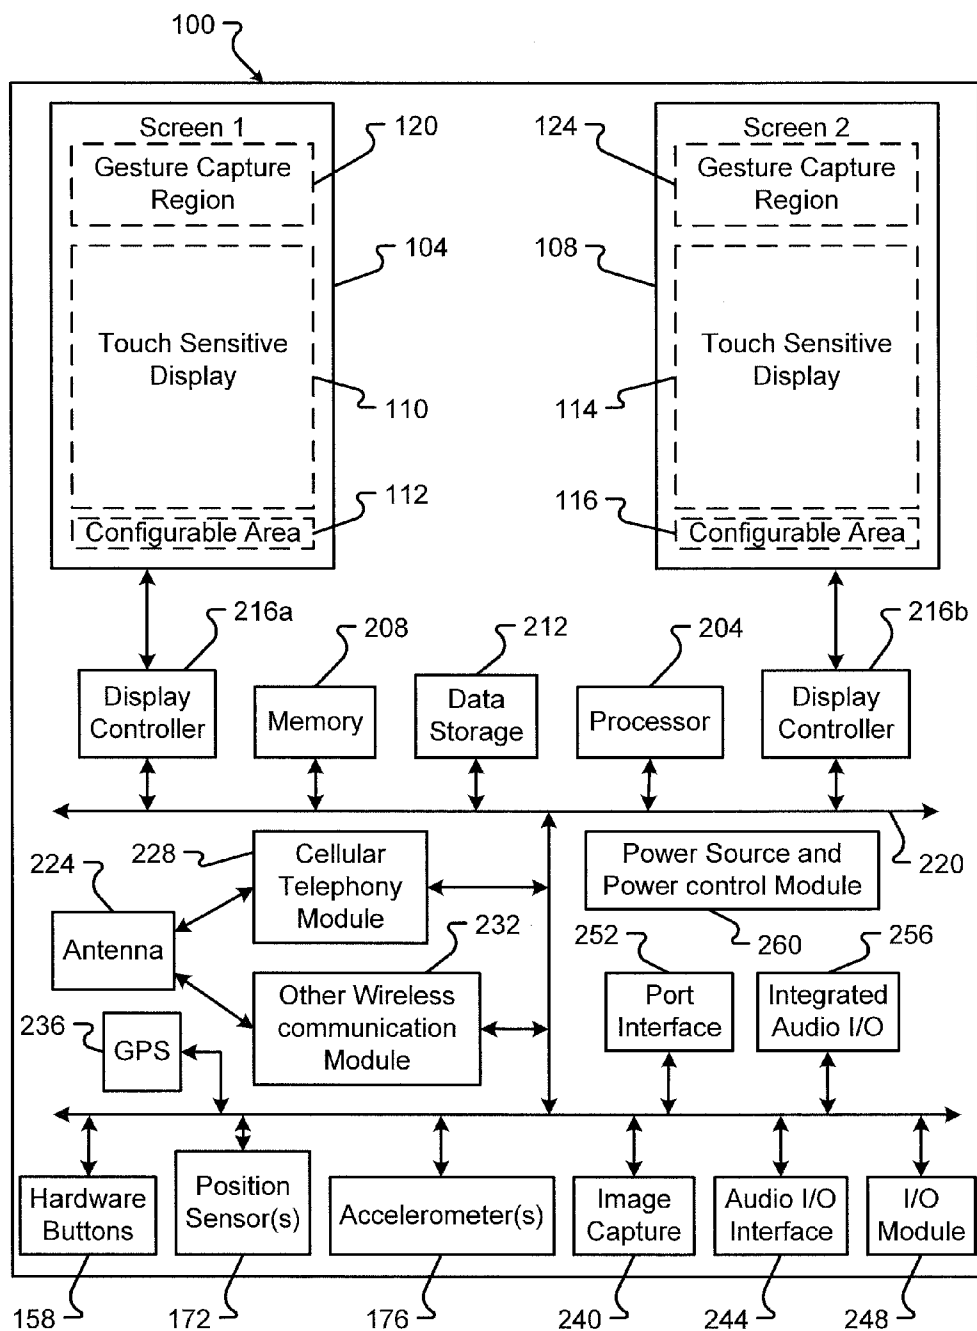 100
Screen 1
120
124
Screen 2
Gesture Capture
Region
Gesture Capture
Region
104
108
Touch Sensitive
Display
Touch Sensitive
Display
110
114
112
116
Configurable Area
Configurable Area
216a
208
212
204
216b
Display
Controller
Memory
Data
Storage
Processor
Display
Controller
228
Cellular
Telephony
Module
Power Source and
Power control Module
220
224
Antenna
232
252
260
256
Other Wireless
communication
Module
Port
Interface
Integrated
Audio I/O
236
GPS
Hardware
Buttons
Position
Sensor(s)
Accelerometer(s)
Image
Capture
Audio I/O
Interface
I/O
Module
158
172
176
240
244
248